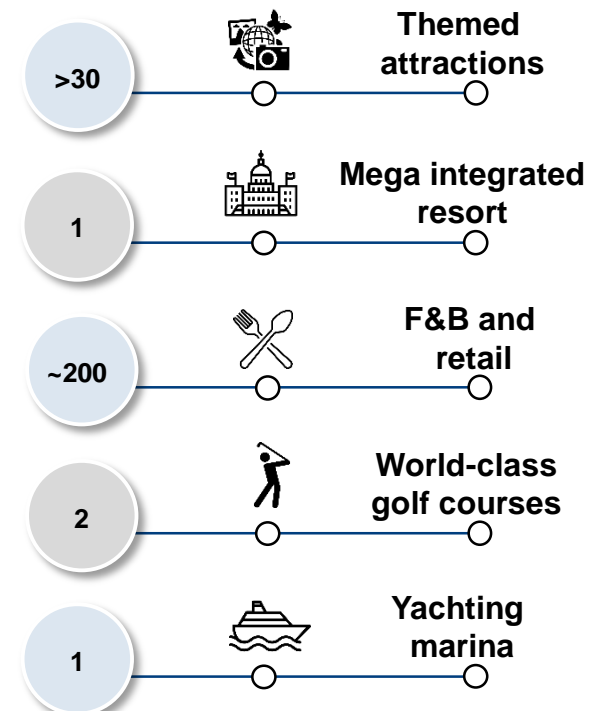 >30
Themed
attractions
1
Mega integrated
resort
~200
F&B and
retail
2
World-class
golf courses
1
Yachting
marina